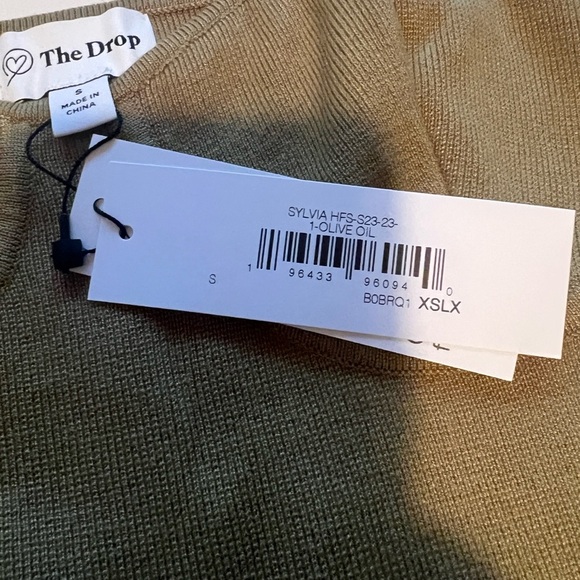 The Drop
S
MADE IN
CHINA
SYLVIA HFS-S23-23-
1-OLIVE OIL
1 96433 96094 0
S
B0BRQ1 XSLX